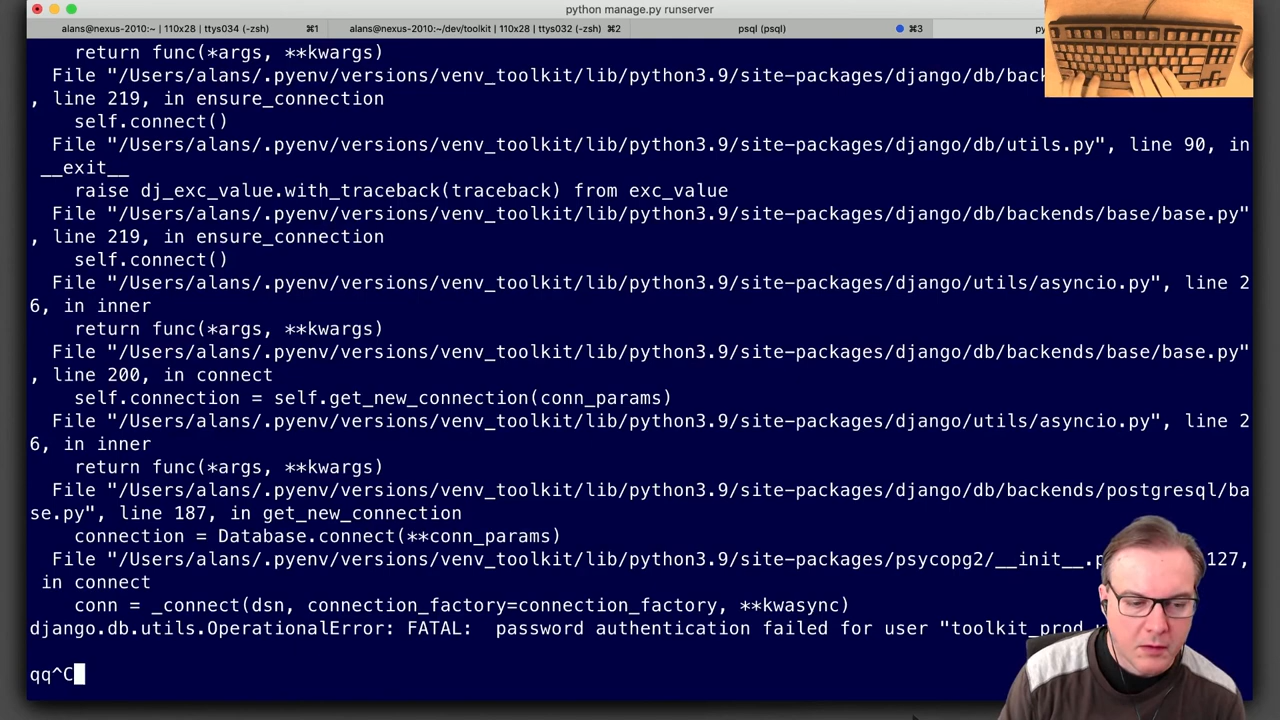 python manage.py runserver
alans@nexus-2010:~ | 110x28 | ttys034 (-zsh) ⌘1 alans@nexus-2010:~/dev/toolkit | 110x28 | ttys032 (-zsh) ⌘2 psql (psql) ⌘3
return func(*args, **kwargs)
File "/Users/alans/.pyenv/versions/venv_toolkit/lib/python3.9/site-packages/django/db/back
, line 219, in ensure_connection
self.connect()
File "/Users/alans/.pyenv/versions/venv_toolkit/lib/python3.9/site-packages/django/db/utils.py", line 90, in
__exit__
raise dj_exc_value.with_traceback(traceback) from exc_value
File "/Users/alans/.pyenv/versions/venv_toolkit/lib/python3.9/site-packages/django/db/backends/base/base.py"
, line 219, in ensure_connection
self.connect()
File "/Users/alans/.pyenv/versions/venv_toolkit/lib/python3.9/site-packages/django/utils/asyncio.py", line 2
6, in inner
return func(*args, **kwargs)
File "/Users/alans/.pyenv/versions/venv_toolkit/lib/python3.9/site-packages/django/db/backends/base/base.py"
, line 200, in connect
self.connection = self.get_new_connection(conn_params)
File "/Users/alans/.pyenv/versions/venv_toolkit/lib/python3.9/site-packages/django/utils/asyncio.py", line 2
6, in inner
return func(*args, **kwargs)
File "/Users/alans/.pyenv/versions/venv_toolkit/lib/python3.9/site-packages/django/db/backends/postgresql/ba
se.py", line 187, in get_new_connection
connection = Database.connect(**conn_params)
File "/Users/alans/.pyenv/versions/venv_toolkit/lib/python3.9/site-packages/psycopg2/__init__.p 127,
in connect
conn = _connect(dsn, connection_factory=connection_factory, **kwasync)
django.db.utils.OperationalError: FATAL:  password authentication failed for user "toolkit_prod
qq^C